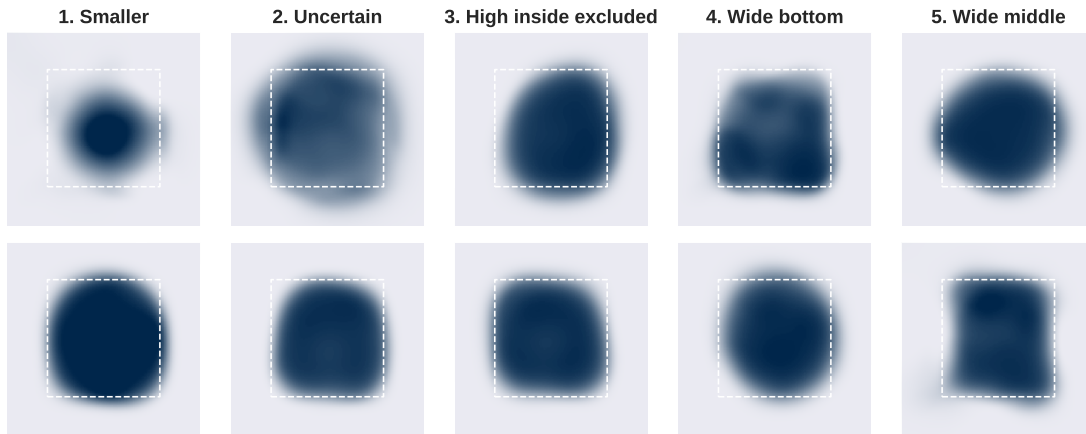 1. Smaller
2. Uncertain
3. High inside excluded
4. Wide bottom
5. Wide middle